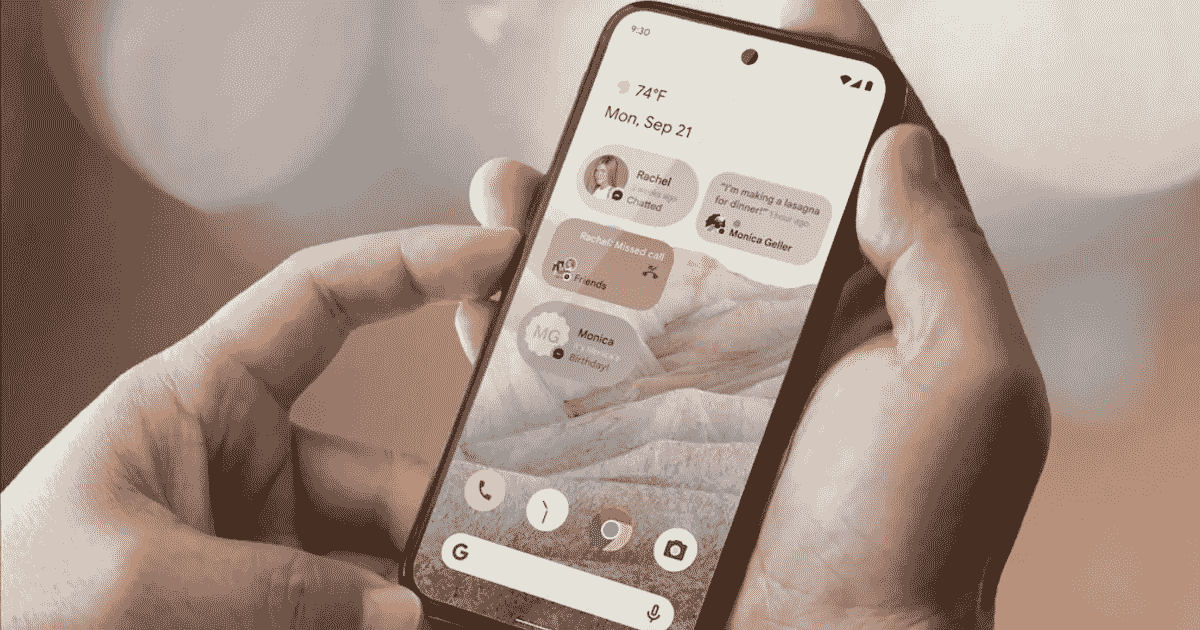 9:30
74°F
Mon, Sep 21
Rachel
2 weeks ago
Chatted
"I'm making a lasagna
for dinner!" 1 hour ago
Monica Geller
Rachel: Missed call
Friends
MG
Monica
Birthday!
G